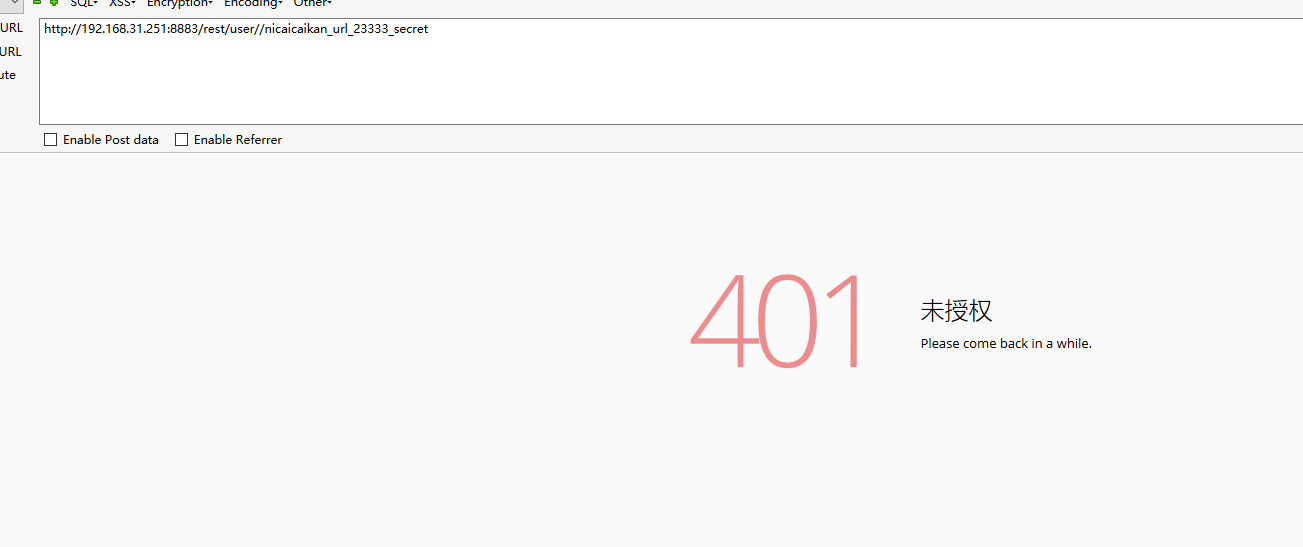 SQL▾ XSS▾ Encryption▾ Encoding▾ Other▾
URL
http://192.168.31.251:8883/rest/user//nicaicaikan_url_23333_secret
URL
ute
Enable Post data Enable Referrer
401
未授权
Please come back in a while.